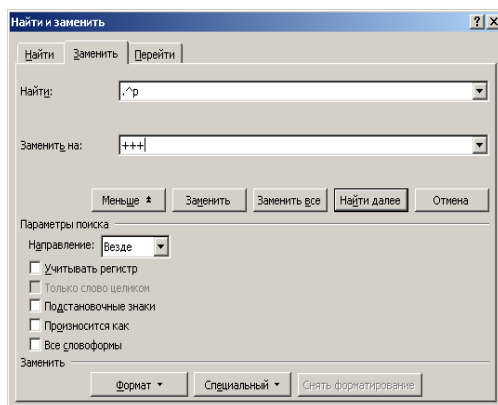 Найти и заменить
Найти Заменить Перейти
Найти: .^p
Заменить на: +++
Меньше Заменить Заменить все Найти далее Отмена
Параметры поиска
Направление: Везде
Учитывать регистр
Только слово целиком
Подстановочные знаки
Произносится как
Все словоформы
Заменить
Формат Специальный Снять форматирование